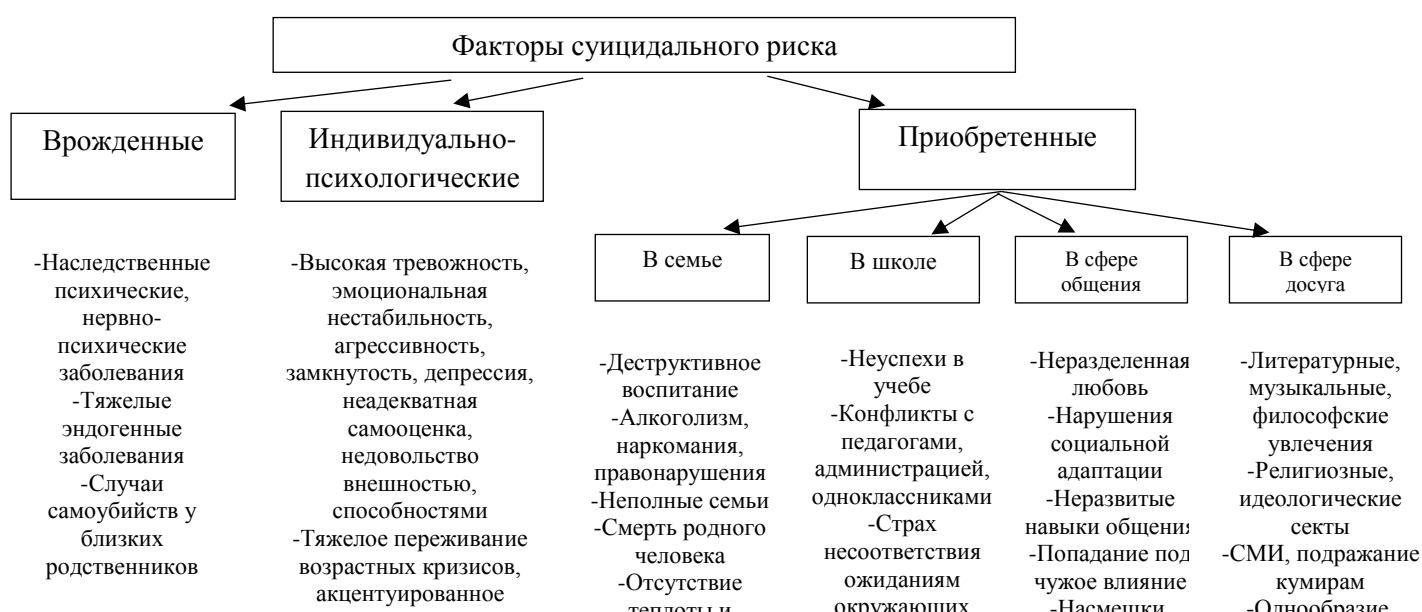 Факторы суицидального риска
Врожденные
Индивидуально-
психологические
Приобретенные
-Наследственные
психические,
нервно-
психические
заболевания
-Тяжелые
эндогенные
заболевания
-Случаи
самоубийств у
близких
родственников
-Высокая тревожность,
эмоциональная
нестабильность,
агрессивность,
замкнутость, депрессия,
неадекватная
самооценка,
недовольство
внешностью,
способностями
-Тяжелое переживание
возрастных кризисов,
акцентуированное
В семье
-Деструктивное
воспитание
-Алкоголизм,
наркомания,
правонарушения
-Неполные семьи
-Смерть родного
человека
-Отсутствие
теплоты и
В школе
-Неуспехи в
учебе
-Конфликты с
педагогами,
администрацией,
одноклассниками
-Страх
несоответствия
ожиданиям
окружающих
В сфере
общения
-Неразделенная
любовь
-Нарушения
социальной
адаптации
-Неразвитые
навыки общения
-Попадание под
чужое влияние
-Насмешки
В сфере
досуга
-Литературные,
музыкальные,
философские
увлечения
-Религиозные,
идеологические
секты
-СМИ, подражание
кумирам
-Однообразие